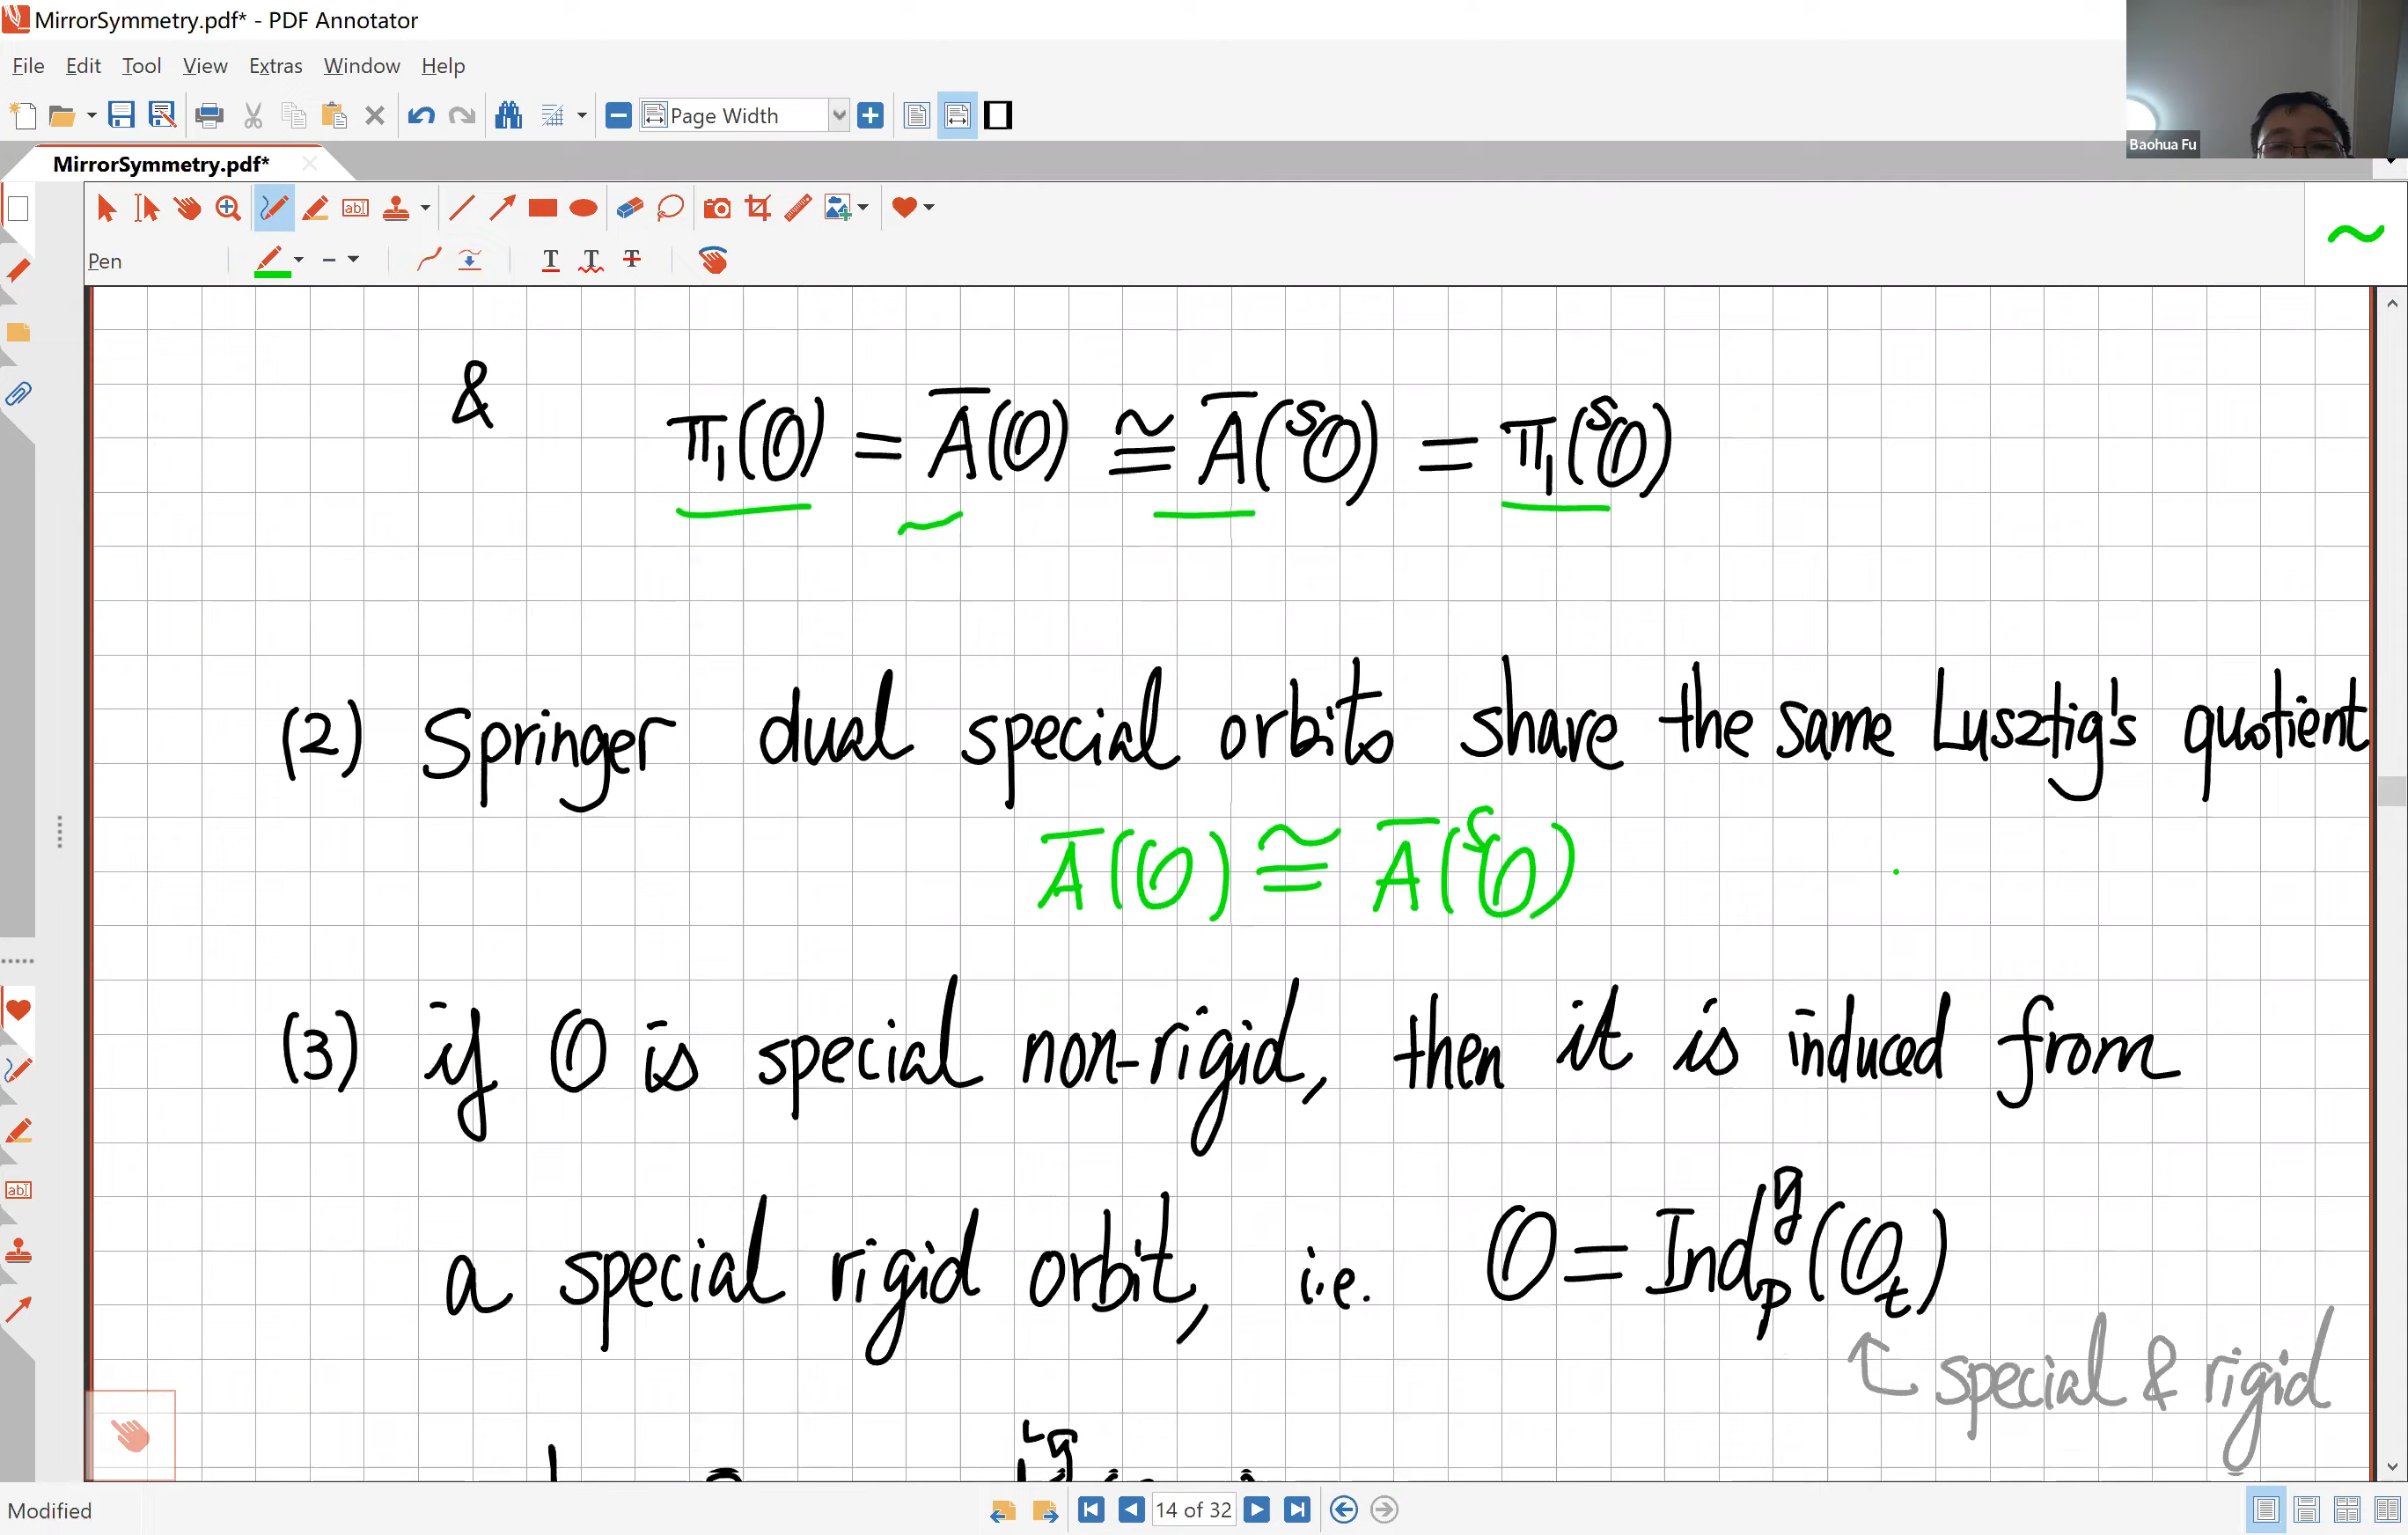 MirrorSymmetry.pdf* - PDF Annotator
File Edit Tool View Extras Window Help
Page Width
Baohua Fu
MirrorSymmetry.pdf*
Pen
& π₁(𝒪) = A̅(𝒪) ≅ A̅(ˢ𝒪) = π₁(ˢ𝒪)
(2) Springer dual special orbits share the same Lusztig's quotient
A̅(𝒪) ≅ A̅(ˢ𝒪)
(3) if 𝒪 is special non-rigid, then it is induced from
a special rigid orbit, i.e. 𝒪 = Ind_p^𝔤(𝒪_t)
special & rigid
Modified
14 of 32